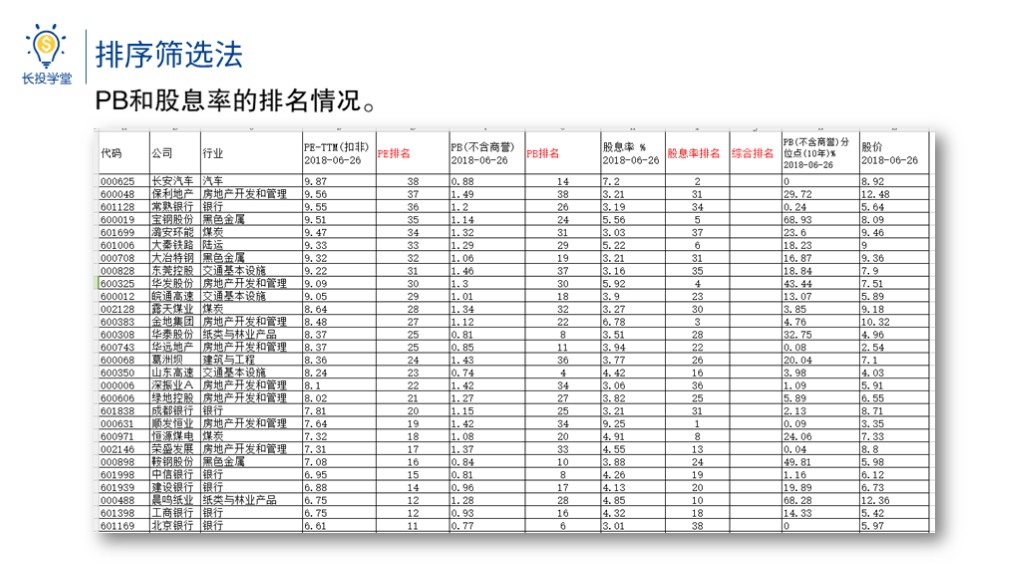 长投学堂
排序筛选法
PB和股息率的排名情况。
代码 公司 行业 PE-TTM(扣非) 2018-06-26 PE排名 PB(不含商誉) 2018-06-26 PB排名 股息率 % 2018-06-26 股息率排名 综合排名 PB(不含商誉)分位点(10年)% 2018-06-26 股价 2018-06-26
000625 长安汽车 汽车 9.87 38 0.88 14 7.2 2 0 8.92
600048 保利地产 房地产开发和管理 9.56 37 1.49 38 3.21 31 29.72 12.48
601128 常熟银行 银行 9.55 36 1.2 26 3.19 34 0.24 5.64
600019 宝钢股份 黑色金属 9.51 35 1.14 24 5.56 5 68.93 8.09
601699 潞安环能 煤炭 9.47 34 1.32 31 3.03 37 23.6 9.46
601006 大秦铁路 陆运 9.33 33 1.29 29 5.22 6 18.23 9
000708 大冶特钢 黑色金属 9.32 32 1.06 19 3.21 31 16.87 9.36
000828 东莞控股 交通基本设施 9.22 31 1.46 37 3.16 35 18.84 7.9
600325 华发股份 房地产开发和管理 9.09 30 1.3 30 5.92 4 43.44 7.51
600012 皖通高速 交通基本设施 9.05 29 1.01 18 3.9 23 13.07 5.89
002128 露天煤业 煤炭 8.64 28 1.34 32 3.27 30 3.85 9.18
600383 金地集团 房地产开发和管理 8.48 27 1.12 22 6.78 3 4.76 10.32
600308 华泰股份 纸类与林业产品 8.37 25 0.81 8 3.51 28 32.75 4.96
600743 华远地产 房地产开发和管理 8.37 25 0.85 11 3.94 22 0.08 2.54
600068 葛洲坝 建筑与工程 8.36 24 1.43 36 3.77 26 20.04 7.1
600350 山东高速 交通基本设施 8.24 23 0.74 4 4.42 16 3.98 4.03
000006 深振业A 房地产开发和管理 8.1 22 1.42 34 3.06 36 1.09 5.91
600606 绿地控股 房地产开发和管理 8.02 21 1.27 27 3.82 25 5.89 6.55
601838 成都银行 银行 7.81 20 1.15 25 3.21 31 2.13 8.71
000631 顺发恒业 房地产开发和管理 7.64 19 1.42 34 9.25 1 0.09 3.35
600971 恒源煤电 煤炭 7.32 18 1.08 20 4.91 8 24.06 7.33
002146 荣盛发展 房地产开发和管理 7.31 17 1.37 33 4.55 13 0.04 8.8
000898 鞍钢股份 黑色金属 7.08 16 0.84 10 3.88 24 49.81 5.98
601998 中信银行 银行 6.95 15 0.81 8 4.26 19 1.16 6.12
601939 建设银行 银行 6.88 14 0.96 17 4.13 20 19.89 6.73
000488 晨鸣纸业 纸类与林业产品 6.75 12 1.28 28 4.85 10 68.28 12.36
601398 工商银行 银行 6.75 12 0.93 16 4.32 18 14.33 5.42
601169 北京银行 银行 6.61 11 0.77 6 3.01 38 0 5.97